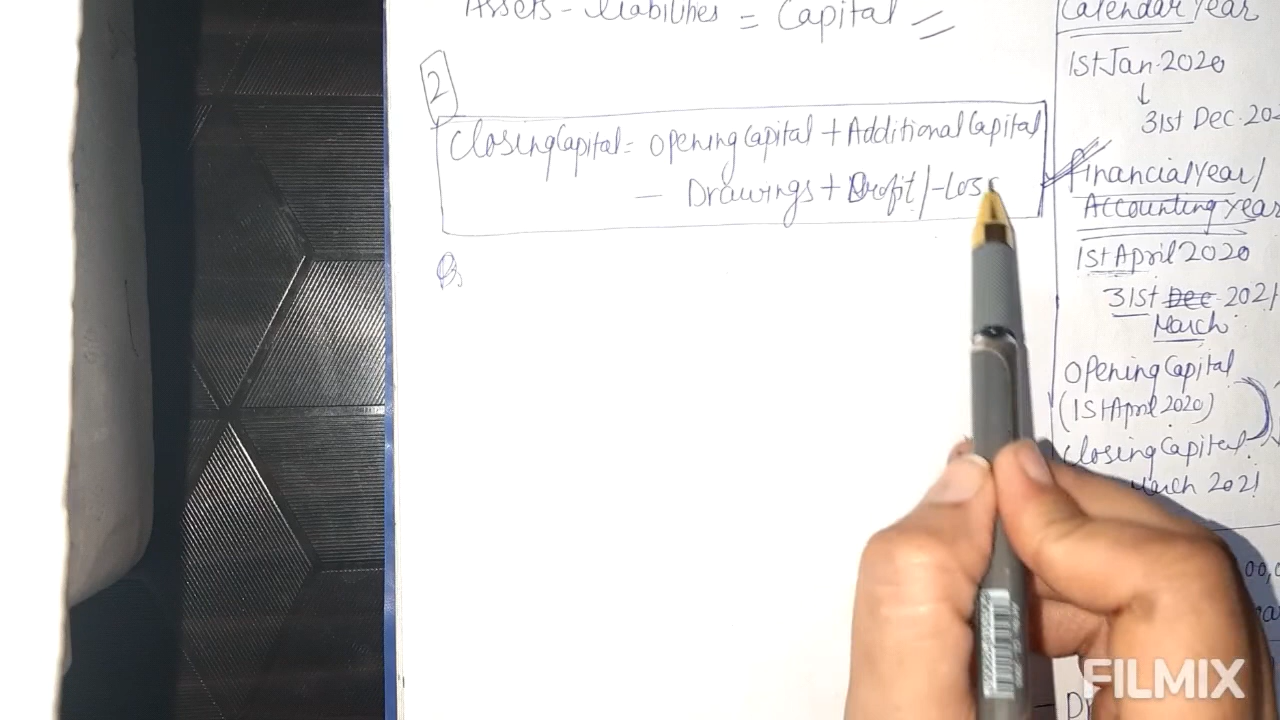 Assets - Liabilities = Capital
2
Closing Capital = Opening Capital + Additional Capital
- Drawings + Profit / - Loss
Calendar Year
1st Jan 2020
↓
31st Dec.
Financial Year/
Accounting Year
1st April 2020
31st Dec 2021
March
Opening Capital
(1st April 2020)
Closing Capital
March 2021
00,
FILMIX